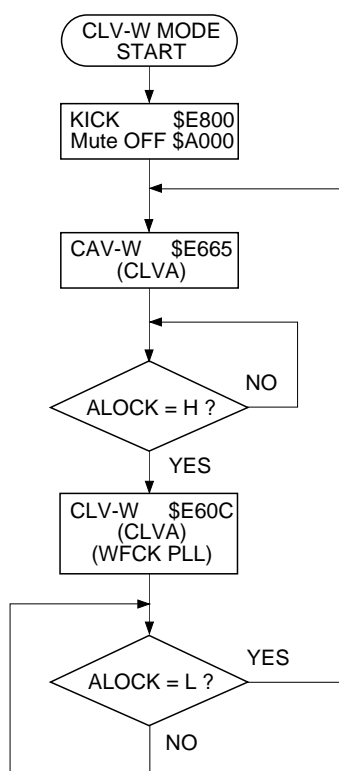 CLV-W MODE
START
KICK $E800
Mute OFF $A000
CAV-W $E665
(CLVA)
ALOCK = H ?
NO
YES
CLV-W $E60C
(CLVA)
(WFCK PLL)
ALOCK = L ?
YES
NO